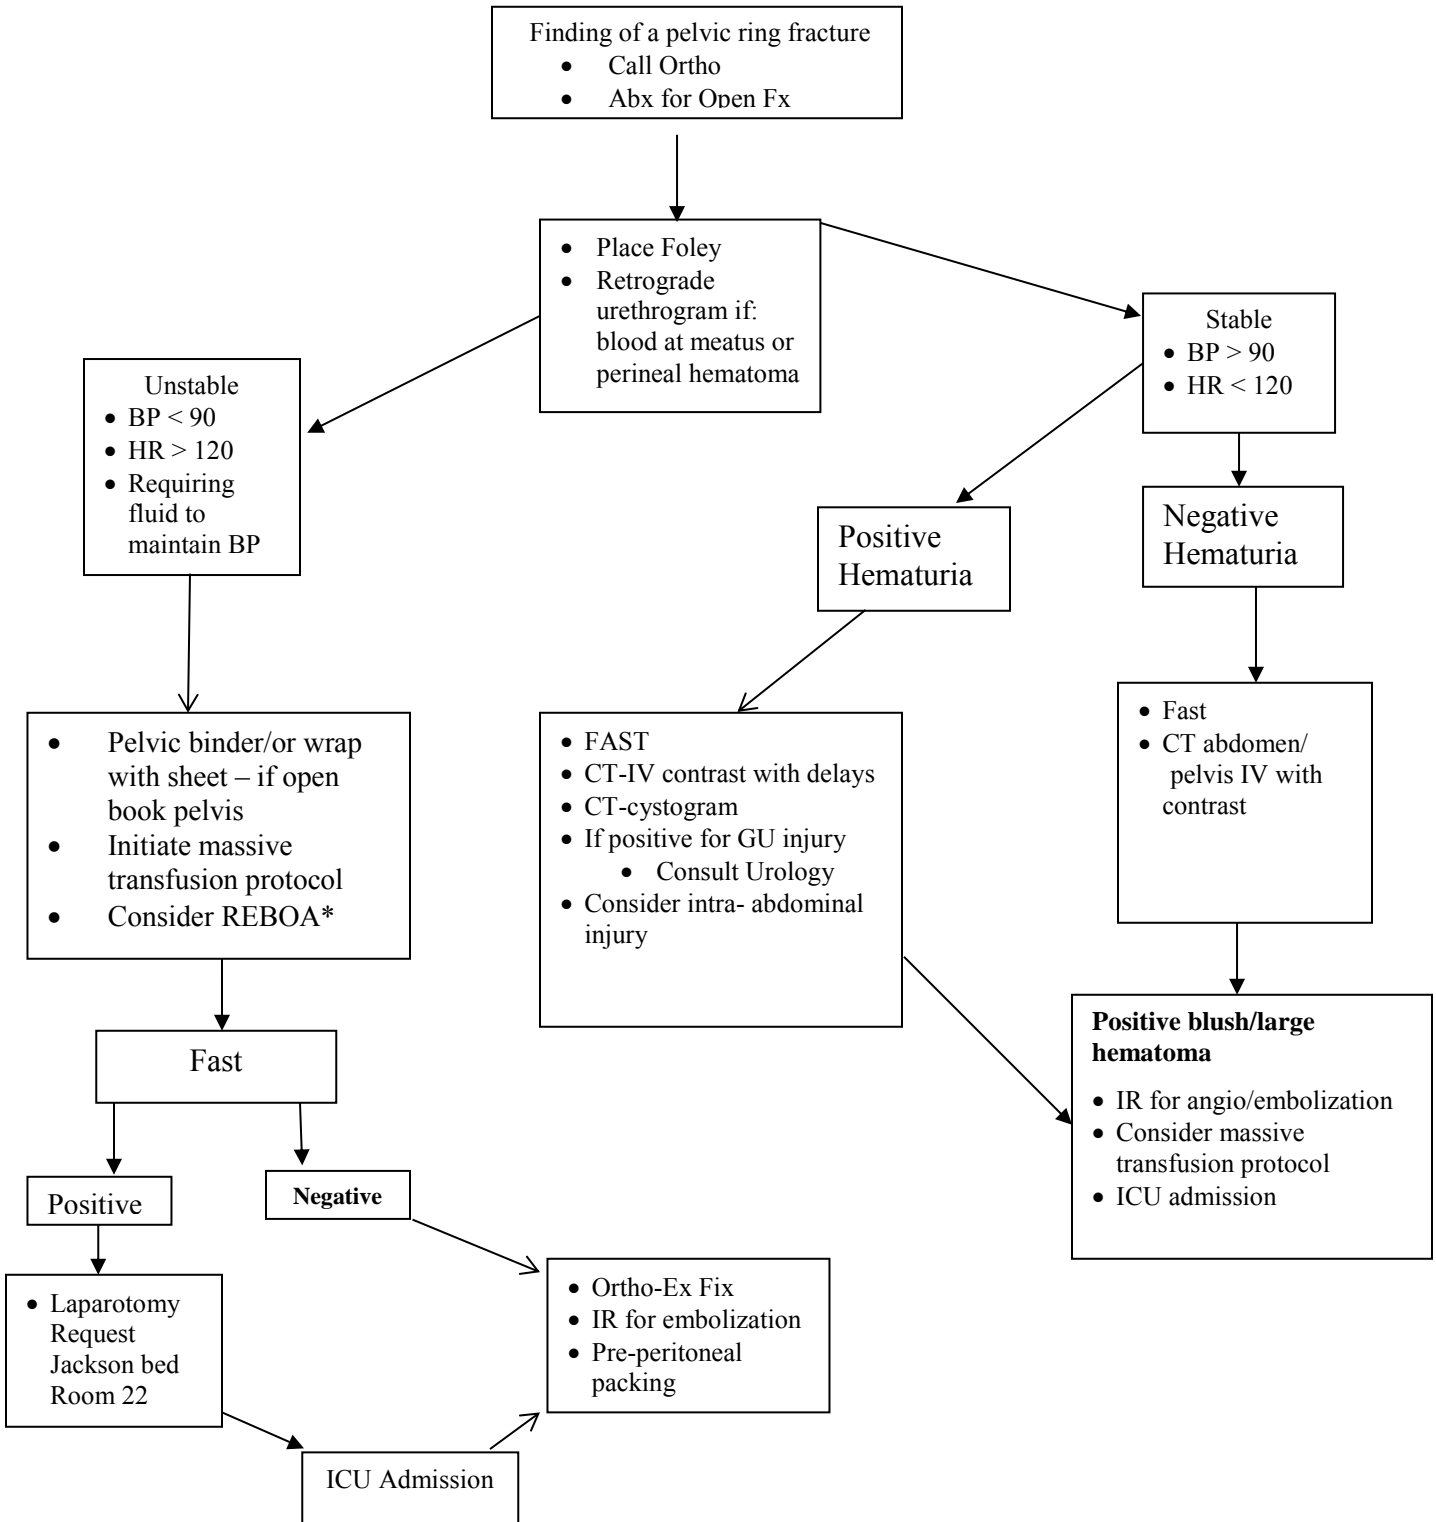 Finding of a pelvic ring fracture
• Call Ortho
• Abx for Open Fx
• Place Foley
• Retrograde
urethrogram if:
blood at meatus or
perineal hematoma
Stable
• BP > 90
• HR < 120
Unstable
• BP < 90
• HR > 120
• Requiring
fluid to
maintain BP
Positive
Hematuria
Negative
Hematuria
• Pelvic binder/or wrap
with sheet – if open
book pelvis
• Initiate massive
transfusion protocol
• Consider REBOA*
• FAST
• CT-IV contrast with delays
• CT-cystogram
• If positive for GU injury
• Consult Urology
• Consider intra- abdominal
injury
• Fast
• CT abdomen/
pelvis IV with
contrast
Positive blush/large
hematoma
• IR for angio/embolization
• Consider massive
transfusion protocol
• ICU admission
Fast
Positive
Negative
• Laparotomy
Request
Jackson bed
Room 22
• Ortho-Ex Fix
• IR for embolization
• Pre-peritoneal
packing
ICU Admission